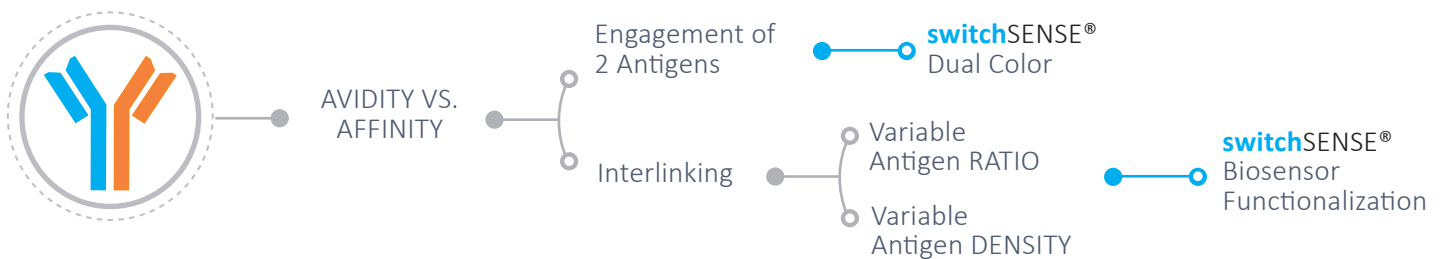 AVIDITY VS.
AFFINITY
Engagement of
2 Antigens
switchSENSE®
Dual Color
Interlinking
Variable
Antigen RATIO
Variable
Antigen DENSITY
switchSENSE®
Biosensor
Functionalization